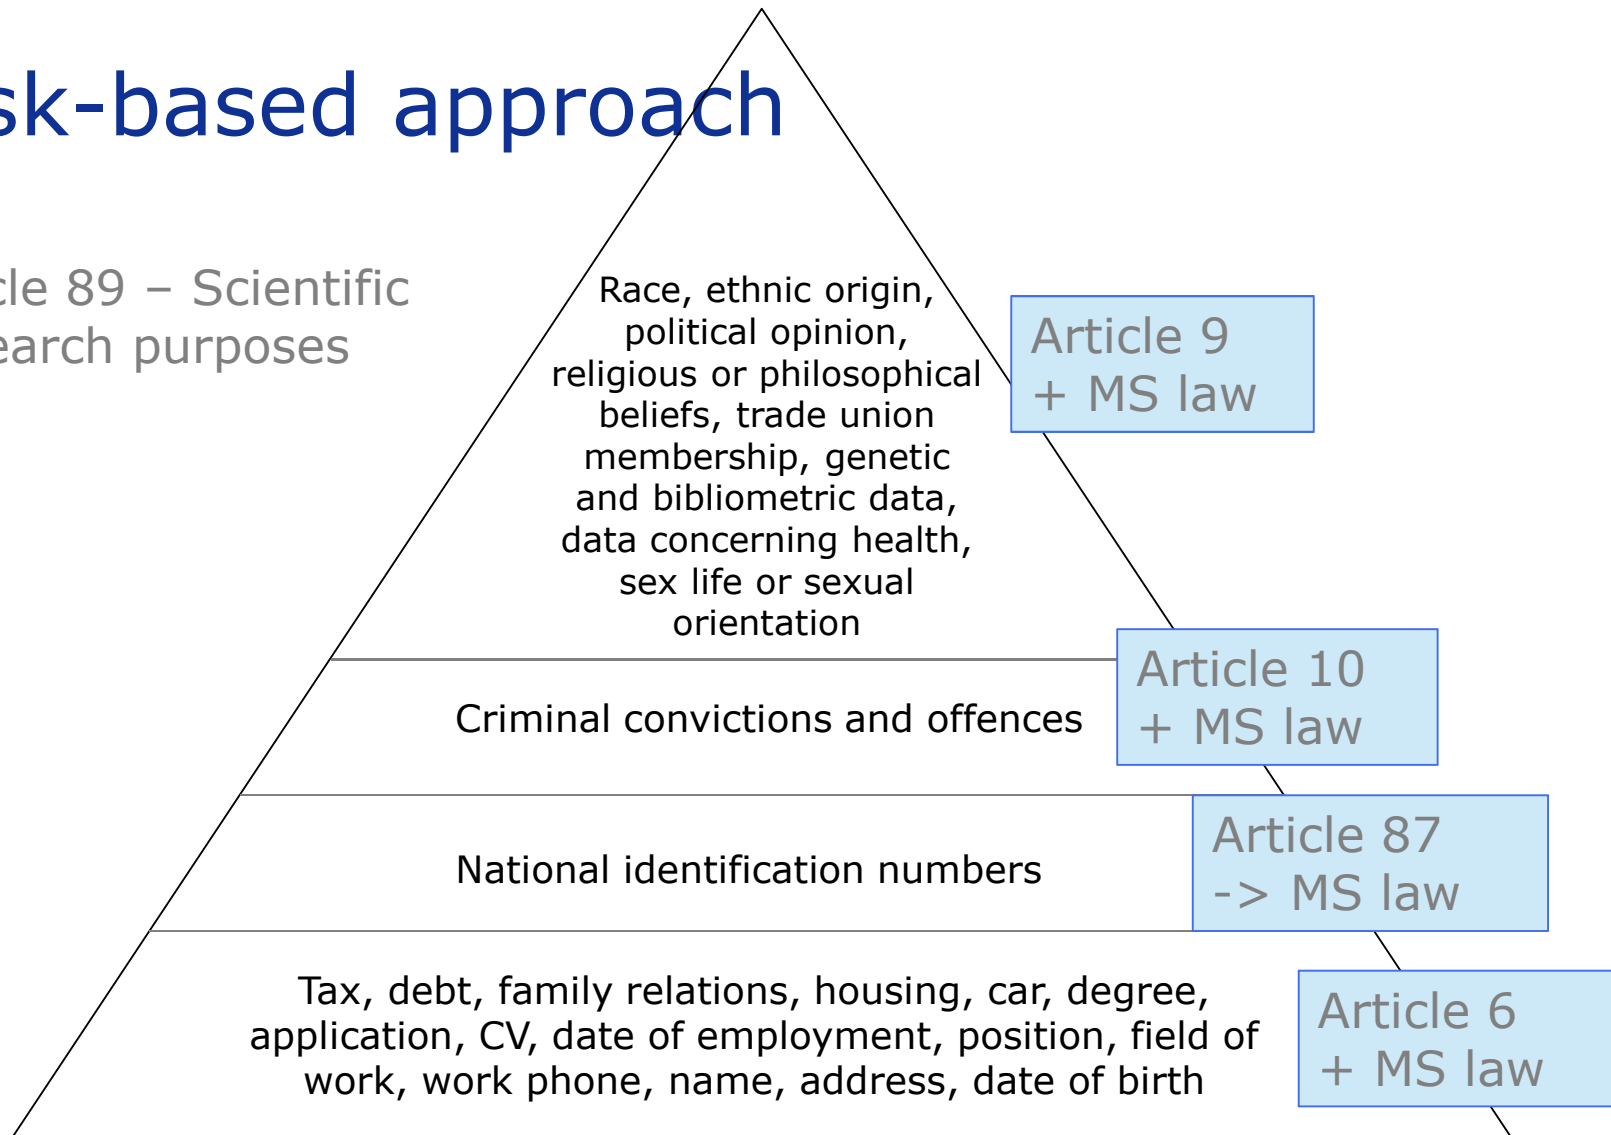 sk-based approach
cle 89 – Scientific
earch purposes
Race, ethnic origin,
political opinion,
religious or philosophical
beliefs, trade union
membership, genetic
and bibliometric data,
data concerning health,
sex life or sexual
orientation
Article 9
+ MS law
Criminal convictions and offences
Article 10
+ MS law
National identification numbers
Article 87
-> MS law
Tax, debt, family relations, housing, car, degree,
application, CV, date of employment, position, field of
work, work phone, name, address, date of birth
Article 6
+ MS law